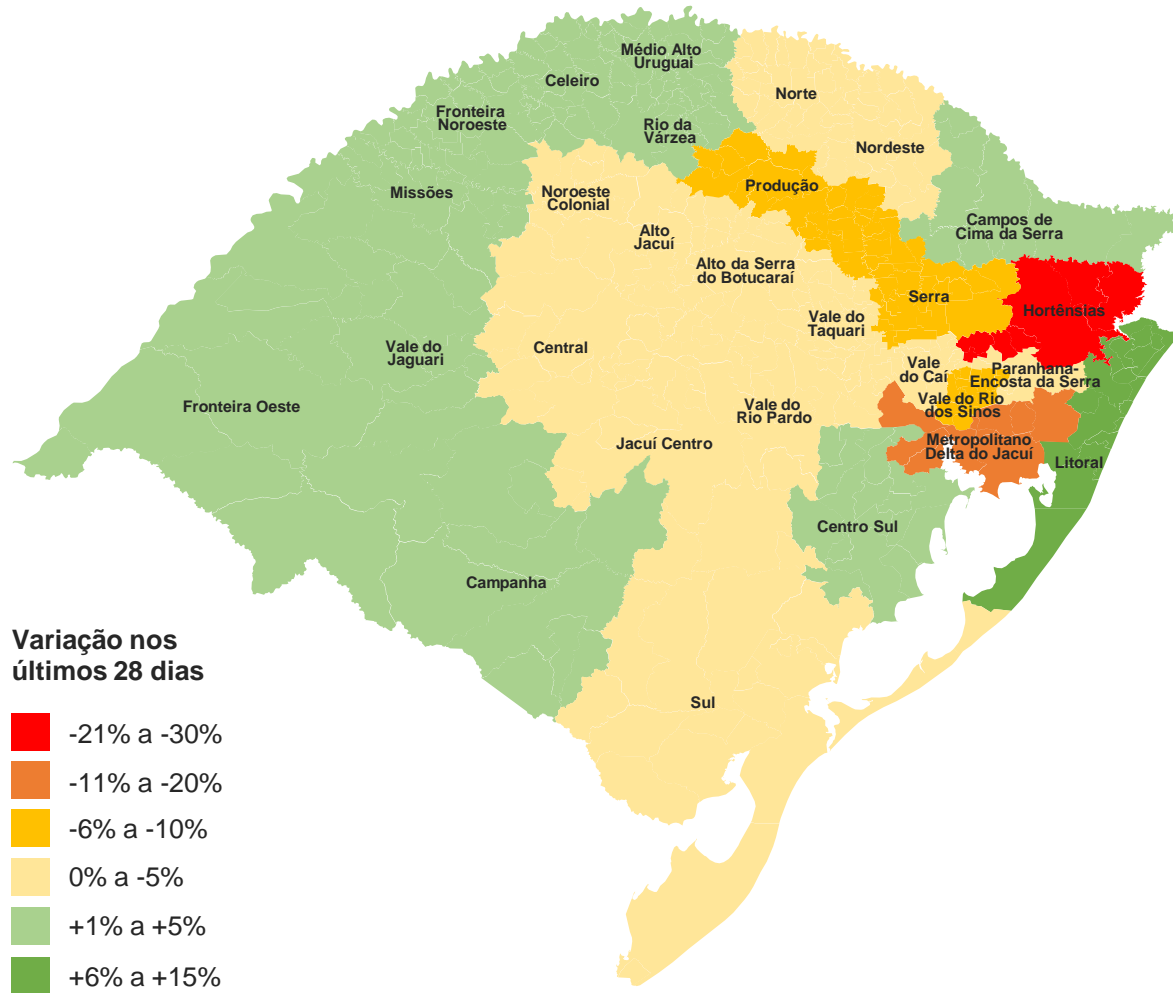 Médio Alto
Uruguai
Celeiro
Norte
Fronteira
Noroeste
Rio da
Várzea
Nordeste
Produção
Missões
Noroeste
Colonial
Campos de
Cima da Serra
Alto
Jacuí
Alto da Serra
do Botucaraí
Serra
Hortênsias
Vale do
Taquari
Vale do
Jaguari
Central
Vale
do Caí
Paranhana-
Encosta da Serra
Fronteira Oeste
Vale do
Rio Pardo
Vale do Rio
dos Sinos
Jacuí Centro
Metropolitano
Delta do Jacuí
Litoral
Centro Sul
Campanha
Sul
Variação nos
últimos 28 dias
-21% a -30%
-11% a -20%
-6% a -10%
0% a -5%
+1% a +5%
+6% a +15%